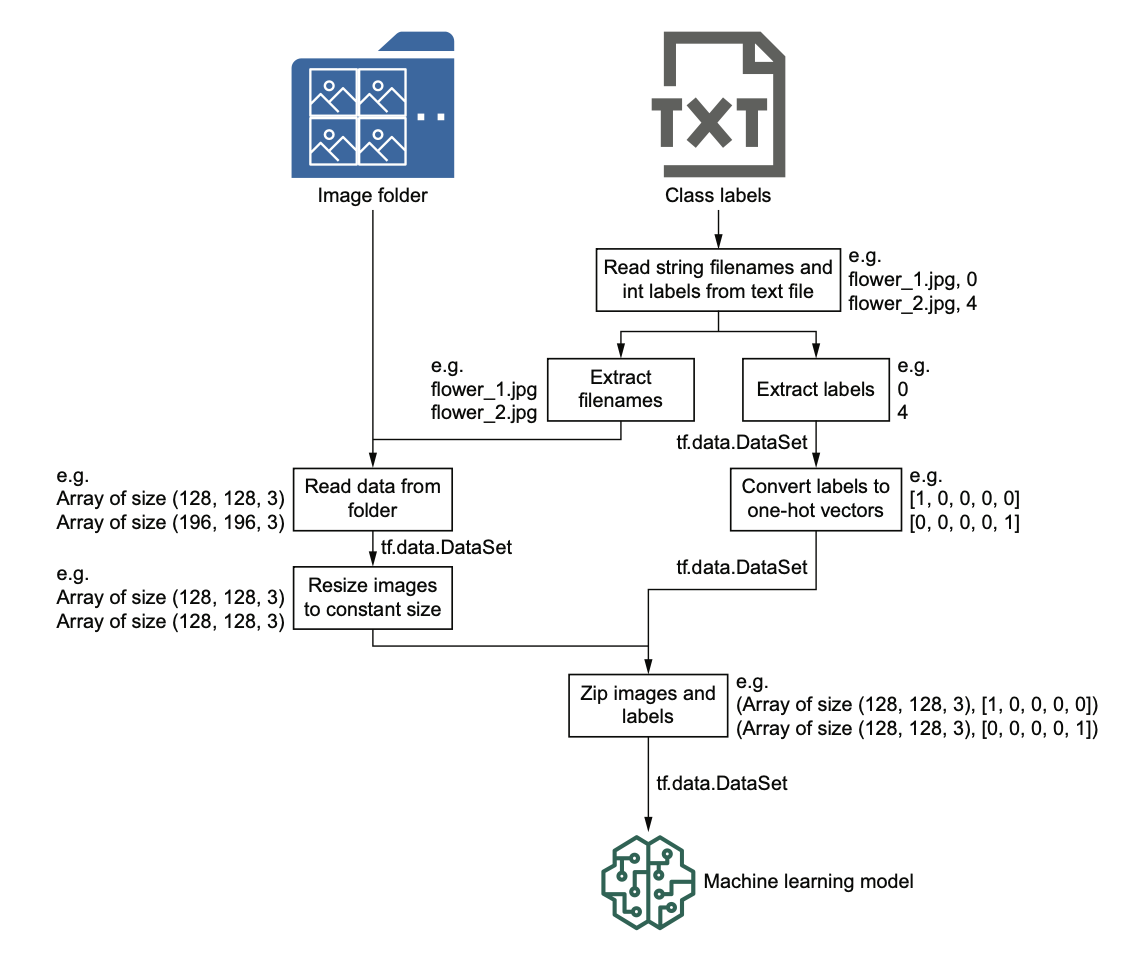 TXT
Image folder
Class labels
Read string filenames and
int labels from text file
e.g.
flower_1.jpg, 0
flower_2.jpg, 4
e.g.
flower_1.jpg
flower_2.jpg
Extract
filenames
Extract labels
e.g.
0
4
tf.data.DataSet
e.g.
Array of size (128, 128, 3)
Array of size (196, 196, 3)
Read data from
folder
Convert labels to
one-hot vectors
e.g.
[1, 0, 0, 0, 0]
[0, 0, 0, 0, 1]
tf.data.DataSet
tf.data.DataSet
e.g.
Array of size (128, 128, 3)
Array of size (128, 128, 3)
Resize images
to constant size
Zip images and
labels
e.g.
(Array of size (128, 128, 3), [1, 0, 0, 0, 0])
(Array of size (128, 128, 3), [0, 0, 0, 0, 1])
tf.data.DataSet
Machine learning model